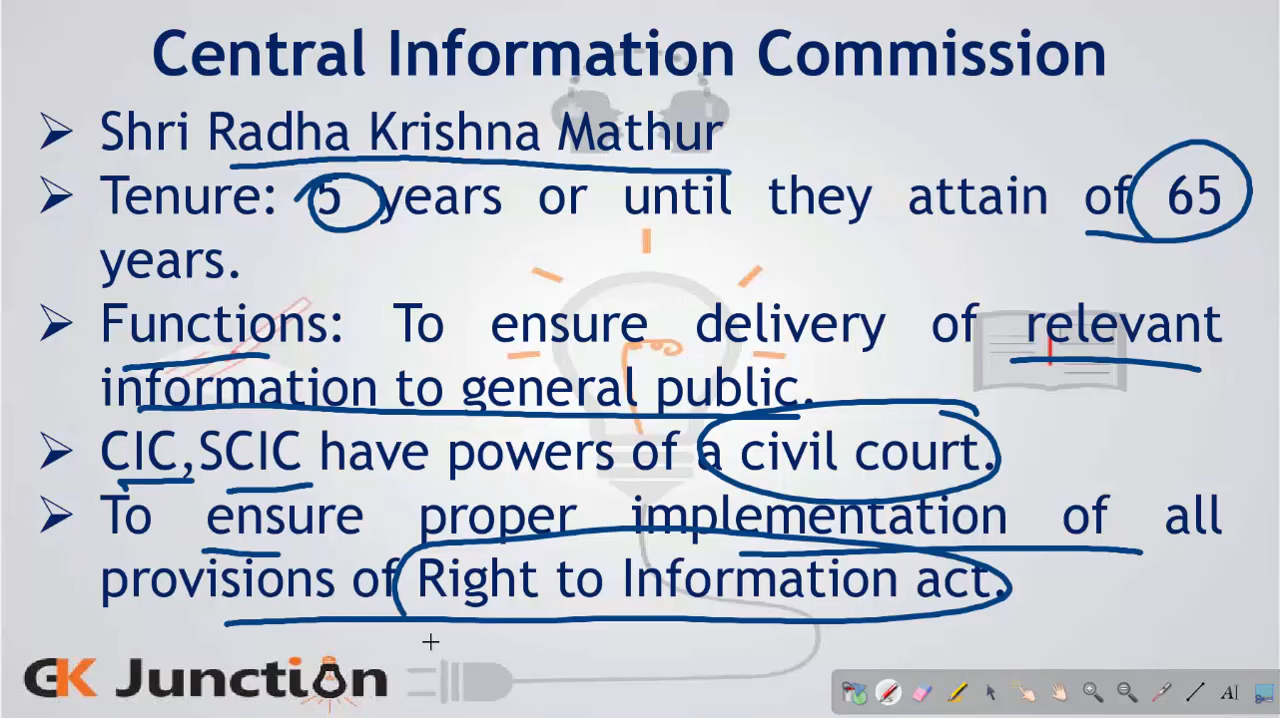 Central Information Commission
➢ Shri Radha Krishna Mathur
➢ Tenure: 5 years or until they attain of 65
years.
➢ Functions: To ensure delivery of relevant
information to general public.
➢ CIC,SCIC have powers of a civil court.
➢ To ensure proper implementation of all
provisions of Right to Information act.
GK Junction
A